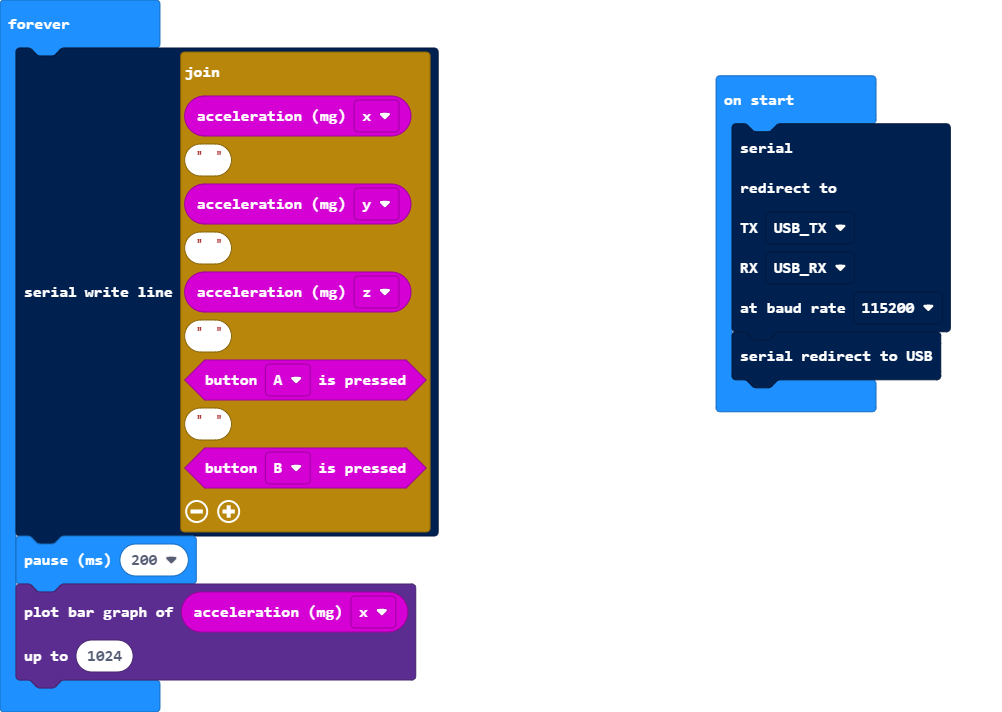 forever
join
acceleration (mg) x
" "
acceleration (mg) y
" "
serial write line acceleration (mg) z
" "
button A is pressed
" "
button B is pressed
pause (ms) 200
plot bar graph of acceleration (mg) x
up to 1024
on start
serial
redirect to
TX USB_TX
RX USB_RX
at baud rate 115200
serial redirect to USB